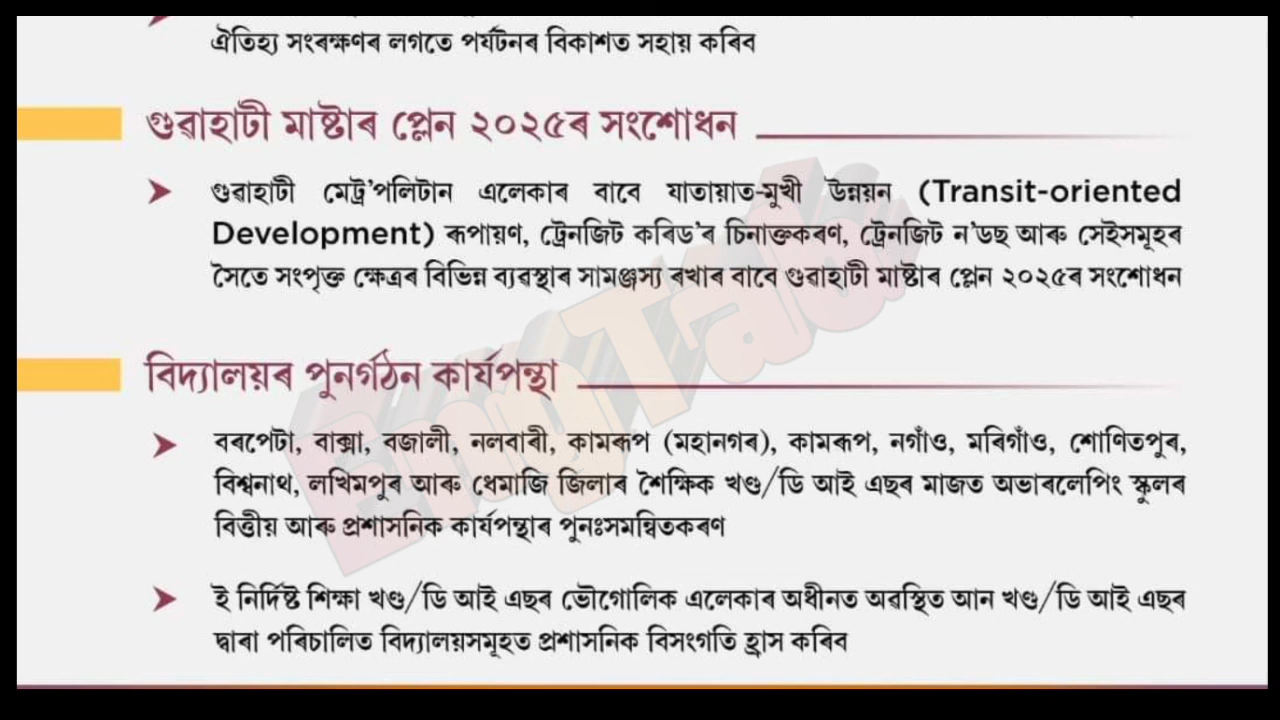 ঐতিহ্য সংৰক্ষণৰ লগতে পৰ্যটনৰ বিকাশত সহায় কৰিব
গুৱাহাটী মাষ্টাৰ প্লেন ২০২৫ৰ সংশোধন
গুৱাহাটী মেট্ৰ'পলিটান এলেকাৰ বাবে যাতায়াত-মুখী উন্নয়ন (Transit-oriented
Development) ৰূপায়ণ, ট্ৰেনজিট কৰিড'ৰ চিনাক্তকৰণ, ট্ৰেনজিট ন'ডছ আৰু সেইসমূহৰ
সৈতে সংপৃক্ত ক্ষেত্ৰৰ বিভিন্ন ব্যৱস্থাৰ সামঞ্জস্য ৰখাৰ বাবে গুৱাহাটী মাষ্টাৰ প্লেন ২০২৫ৰ সংশোধন
EngTada
বিদ্যালয়ৰ পুনৰ্গঠন কাৰ্যপন্থা
বৰপেটা, বাক্সা, বজালী, নলবাৰী, কামৰূপ (মহানগৰ), কামৰূপ, নগাঁও, মৰিগাঁও, শোণিতপুৰ,
বিশ্বনাথ, লখিমপুৰ আৰু ধেমাজি জিলাৰ শৈক্ষিক খণ্ড/ডি আই এছৰ মাজত অভাৰলেপিং স্কুলৰ
বিত্তীয় আৰু প্ৰশাসনিক কাৰ্যপন্থাৰ পুনঃসমন্বিতকৰণ
ই নিৰ্দিষ্ট শিক্ষা খণ্ড/ডি আই এছৰ ভৌগোলিক এলেকাৰ অধীনত অৱস্থিত আন খণ্ড/ডি আই এছৰ
দ্বাৰা পৰিচালিত বিদ্যালয়সমূহত প্ৰশাসনিক বিসংগতি হ্ৰাস কৰিব